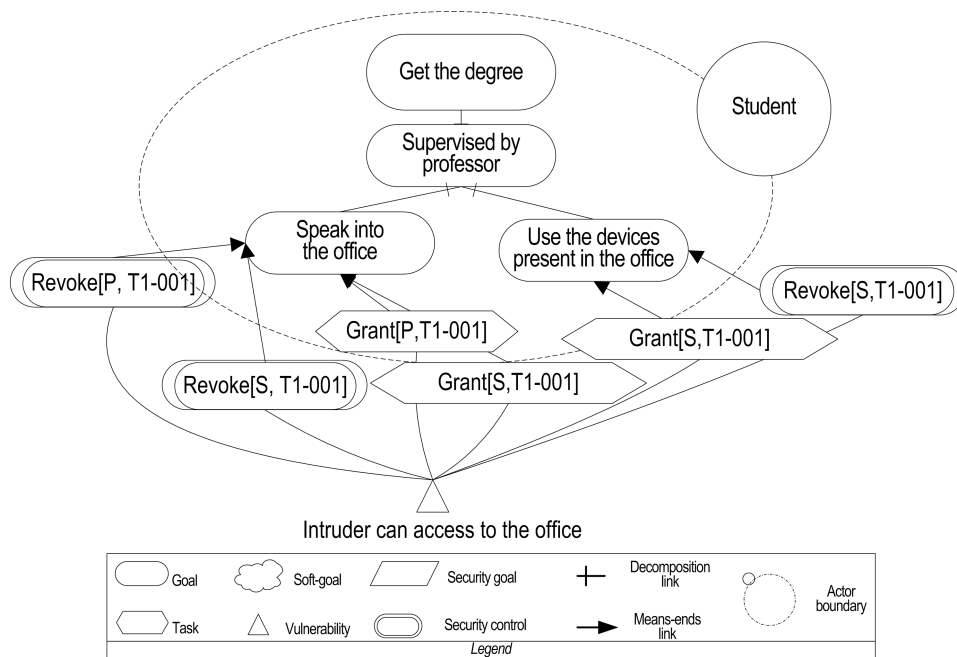 Get the degree
Student
Supervised by
professor
Speak into
the office
Use the devices
present in the office
Revoke[P, T1-001]
Revoke[S,T1-001]
Grant[P,T1-001]
Grant[S,T1-001]
Revoke[S, T1-001]
Grant[S,T1-001]
Intruder can access to the office
Goal
Soft-goal
Security goal
Decomposition
link
Actor
boundary
Task
Vulnerability
Security control
Means-ends
link
Legend